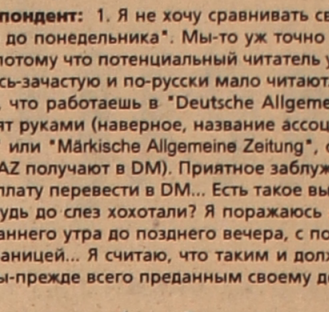 пондент: 1. Я не хочу сравнивать св
до понедельника". Мы-то уж точно
потому что потенциальный читатель у
сь-зачастую и по-русски мало читают
, что работаешь в "Deutsche Allgeme
ят руками (наверное, название ассоц
" или "Märkische Allgemeine Zeitung", с
AZ получают в DM). Приятное заблуж
плату перевести в DM... Есть такое вы
удь до слез хохотали? Я поражаюсь
аннего утра до позднего вечера, с по
аницей... Я считаю, что таким и долж
ы-прежде всего преданным своему де